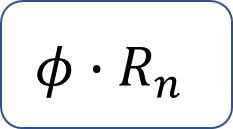 𝜙 · 𝑅ₙ